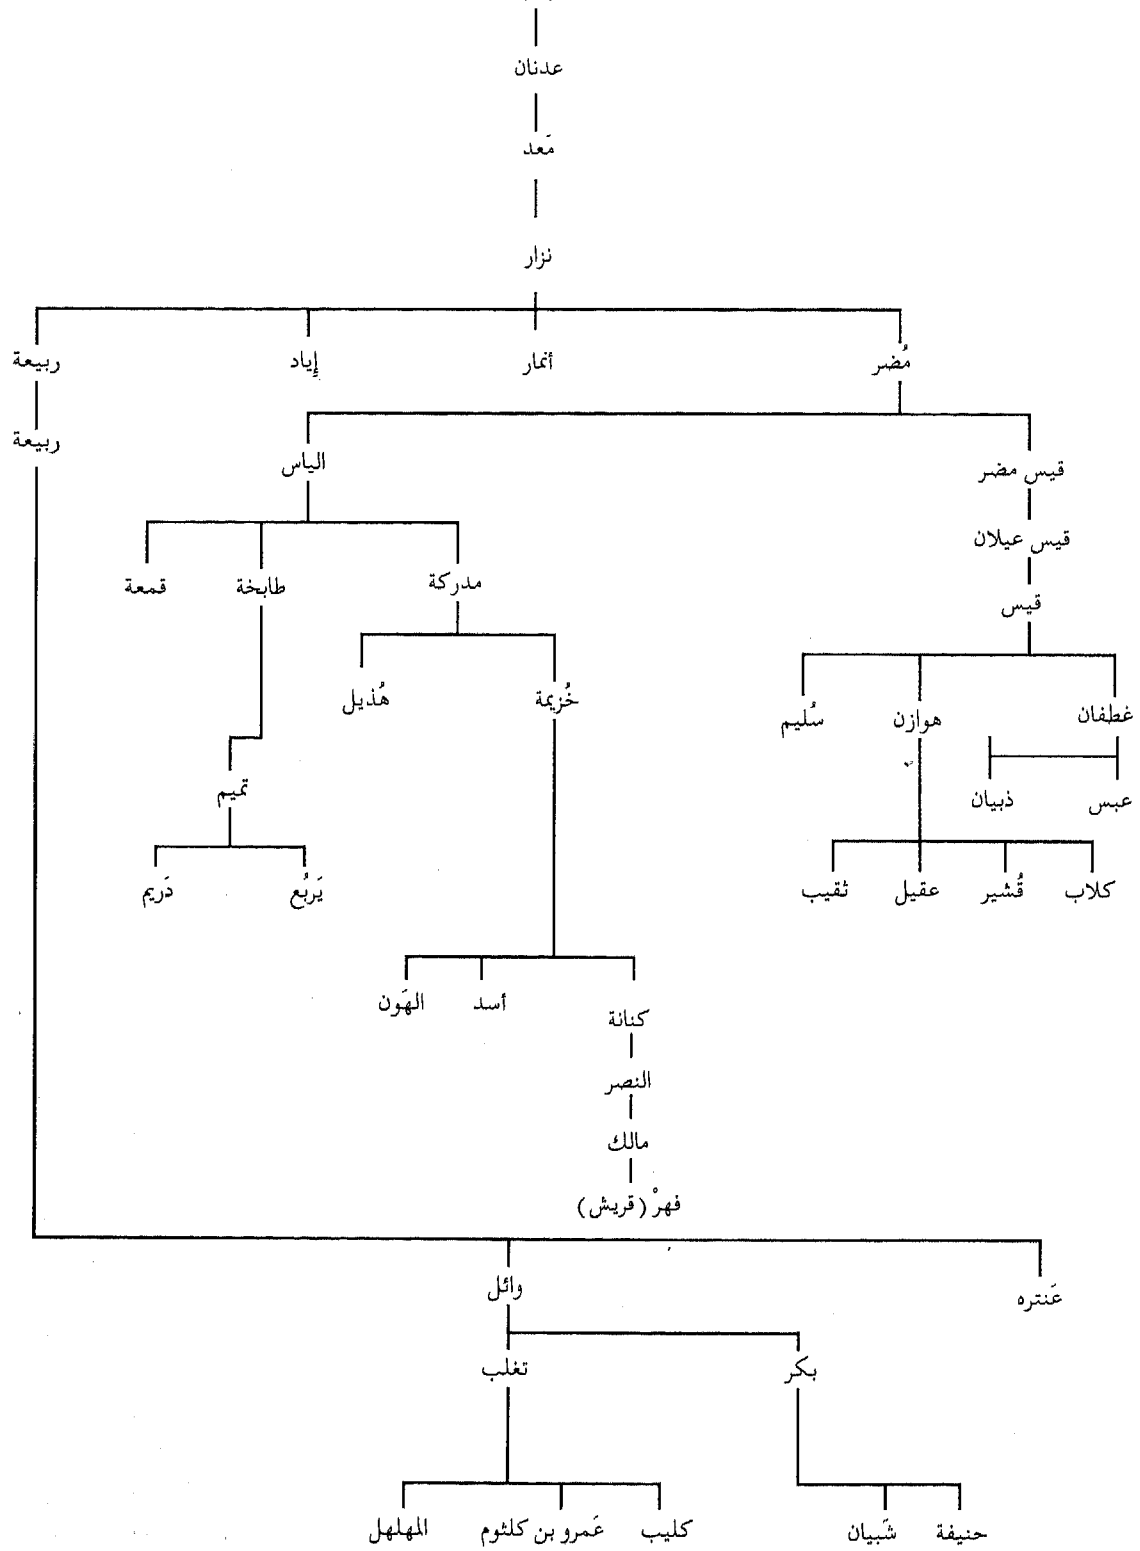 عدنان
مَعد
نزار
مُضر أنمار إِياد ربيعة
ربيعة
الياس
قيس مضر
قيس عيلان
مدركة طابخة قمعة
قيس
خُزيمة هُذيل
غطفان هوازن سُليم
تميم
عبس ذبيان
كلاب قُشير عقيل ثقيب
يَربُع دَريم
كنانة أسد الهَون
النصر
مالك
فهرْ (قريش)
وائل
عَنتره
بكر تغلب
حنيفة شَبيان كليب عَمرو بن كلثوم المهلهل